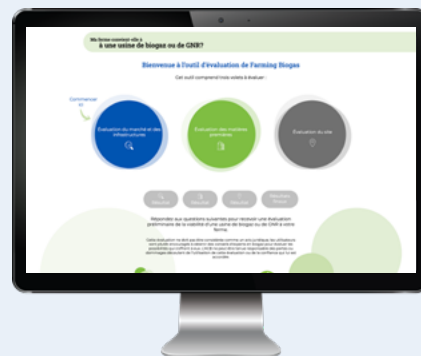 Ma ferme convient-elle
à une usine de biogaz ou de GNR?
Bienvenue à l'outil d'évaluation de Farming Biogas
Cet outil comprend trois volets à évaluer :
Commencer
ici
Évaluation du marché et des
infrastructures
Évaluation des matières
premières
Évaluation du site
Résultat
Résultat
Résultat
Résultats
finaux
Répondez aux questions suivantes pour recevoir une évaluation
préliminaire de la viabilité d'une usine de biogaz ou de GNR à votre
ferme.